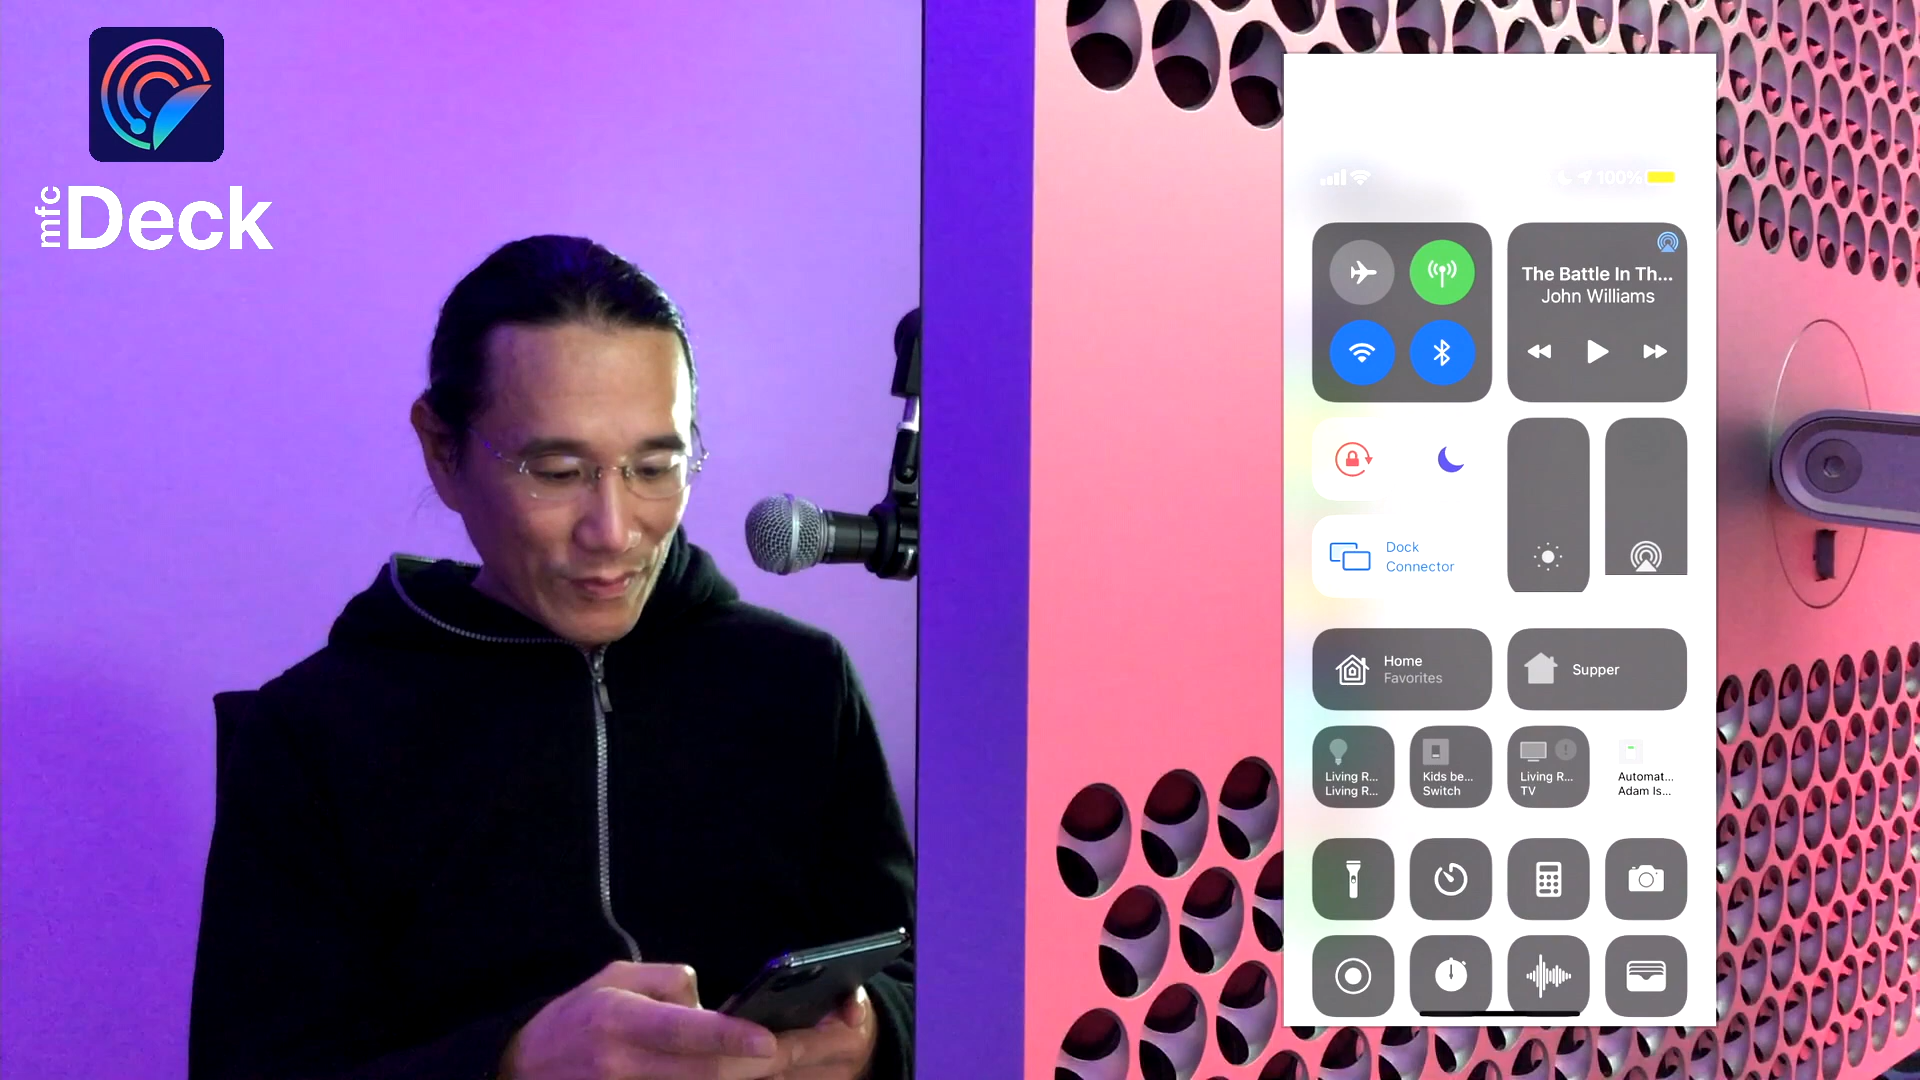 mfc
Deck
100%
The Battle In Th...
John Williams
Dock
Connector
Home
Favorites
Supper
Living R...
Living R...
Kids be...
Switch
Living R...
TV
Automat...
Adam Is...